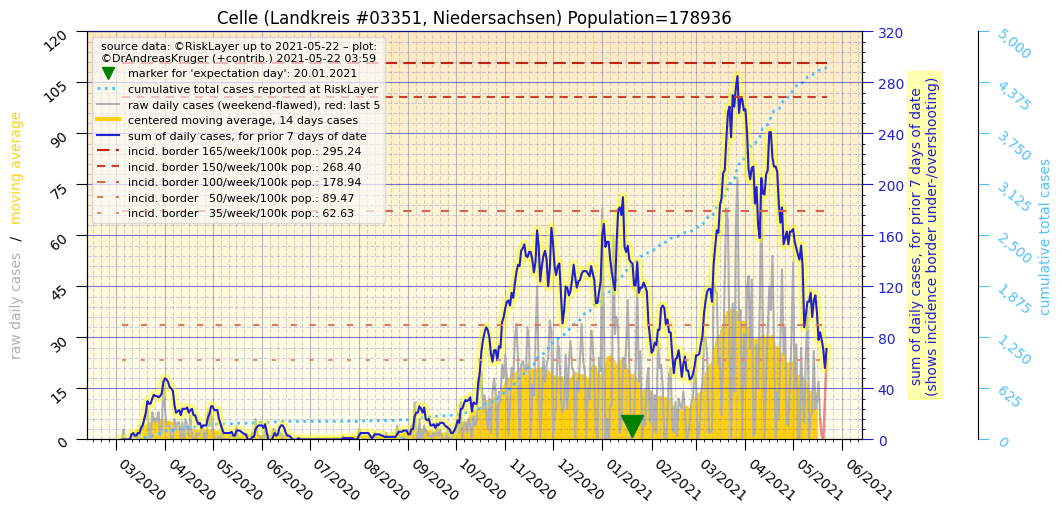 Celle (Landkreis #03351, Niedersachsen) Population=178936
source data: ©RiskLayer up to 2021-05-22 – plot:
©DrAndreasKruger (+contrib.) 2021-05-22 03:59
marker for 'expectation day': 20.01.2021
cumulative total cases reported at RiskLayer
raw daily cases (weekend-flawed), red: last 5
centered moving average, 14 days cases
sum of daily cases, for prior 7 days of date
incid. border 165/week/100k pop.: 295.24
incid. border 150/week/100k pop.: 268.40
incid. border 100/week/100k pop.: 178.94
incid. border   50/week/100k pop.: 89.47
incid. border   35/week/100k pop.: 62.63
raw daily cases / moving average
120
105
90
75
60
45
30
15
0
320
280
240
200
160
120
80
40
0
sum of daily cases, for prior 7 days of date
(shows incidence border under-/overshooting)
5,000
4,375
3,750
3,125
2,500
1,875
1,250
625
0
cumulative total cases
03/2020
04/2020
05/2020
06/2020
07/2020
08/2020
09/2020
10/2020
11/2020
12/2020
01/2021
02/2021
03/2021
04/2021
05/2021
06/2021